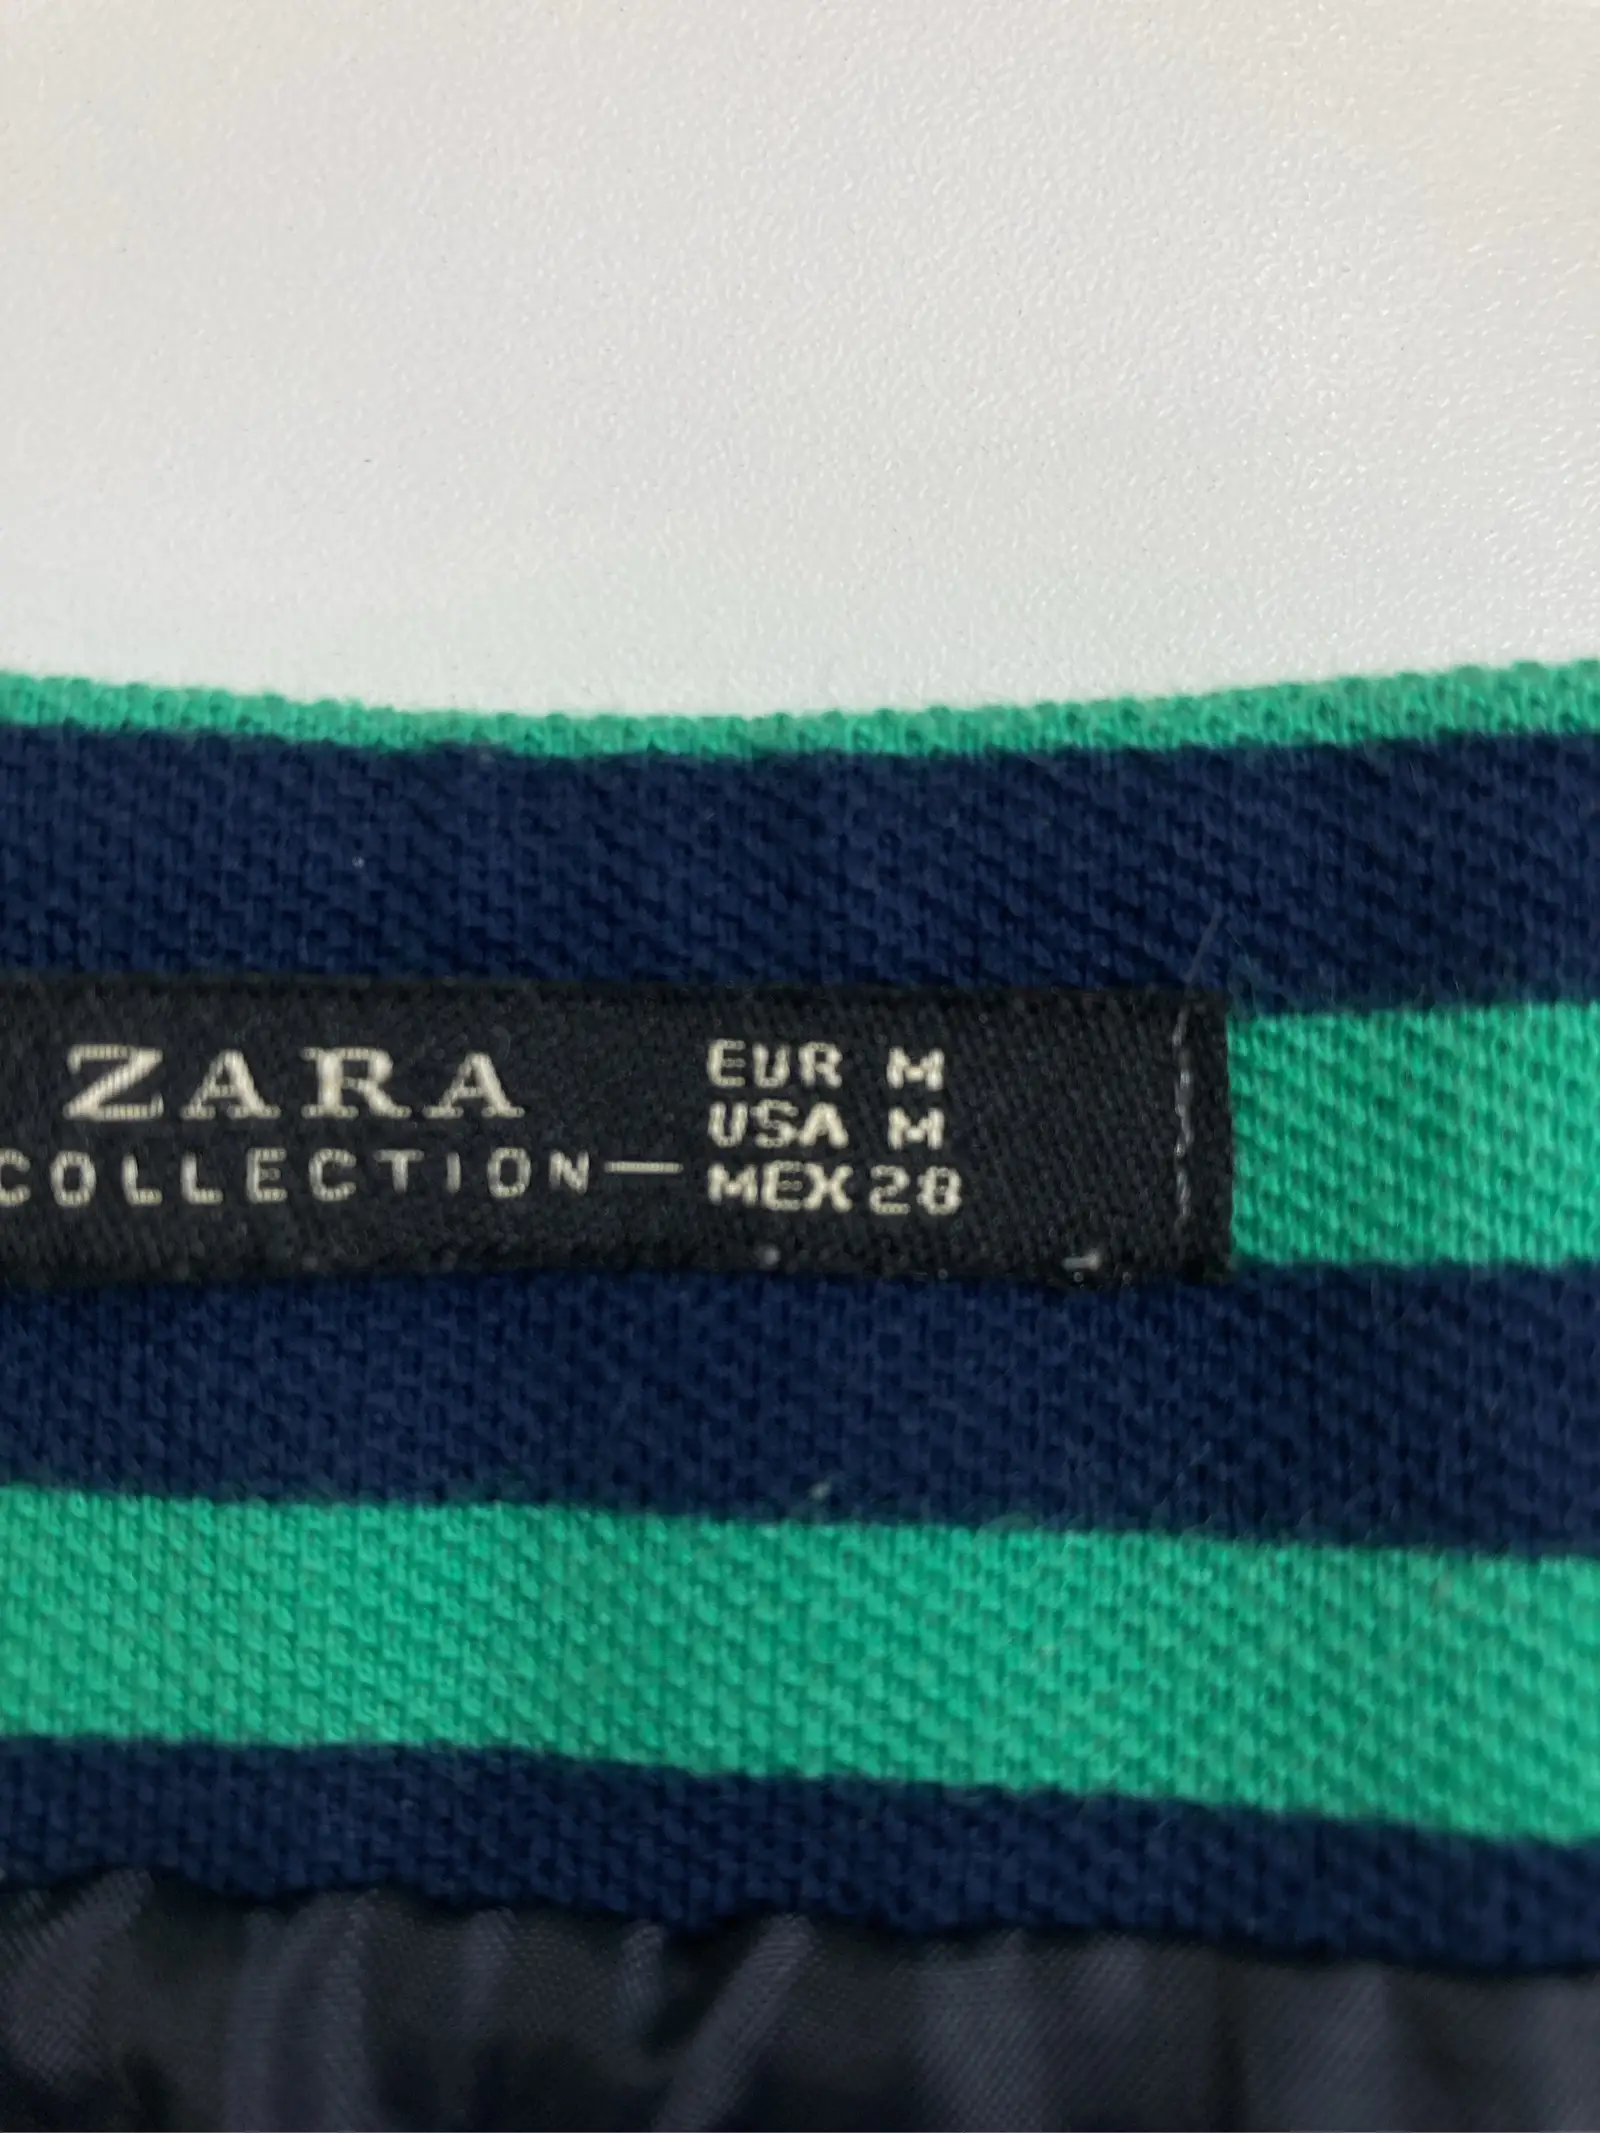 ZARA
COLLECTION—
EUR M
USA M
MEX 28